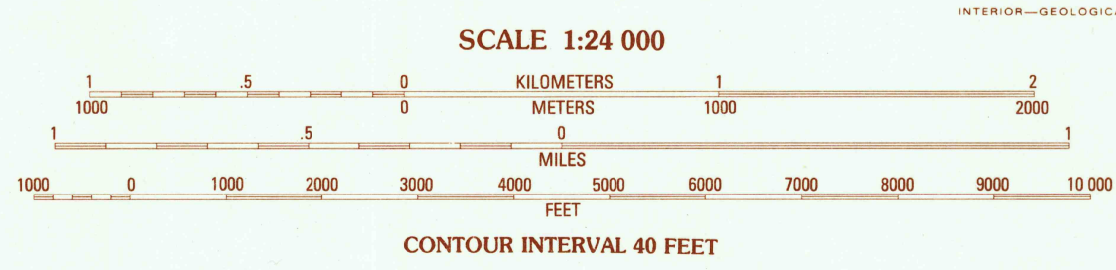 INTERIOR—GEOLOGICA
SCALE 1:24 000
1 .5 0 KILOMETERS 1 2
1000 0 METERS 1000 2000
1 .5 0 1
MILES
1000 0 1000 2000 3000 4000 5000 6000 7000 8000 9000 10 000
FEET
CONTOUR INTERVAL 40 FEET